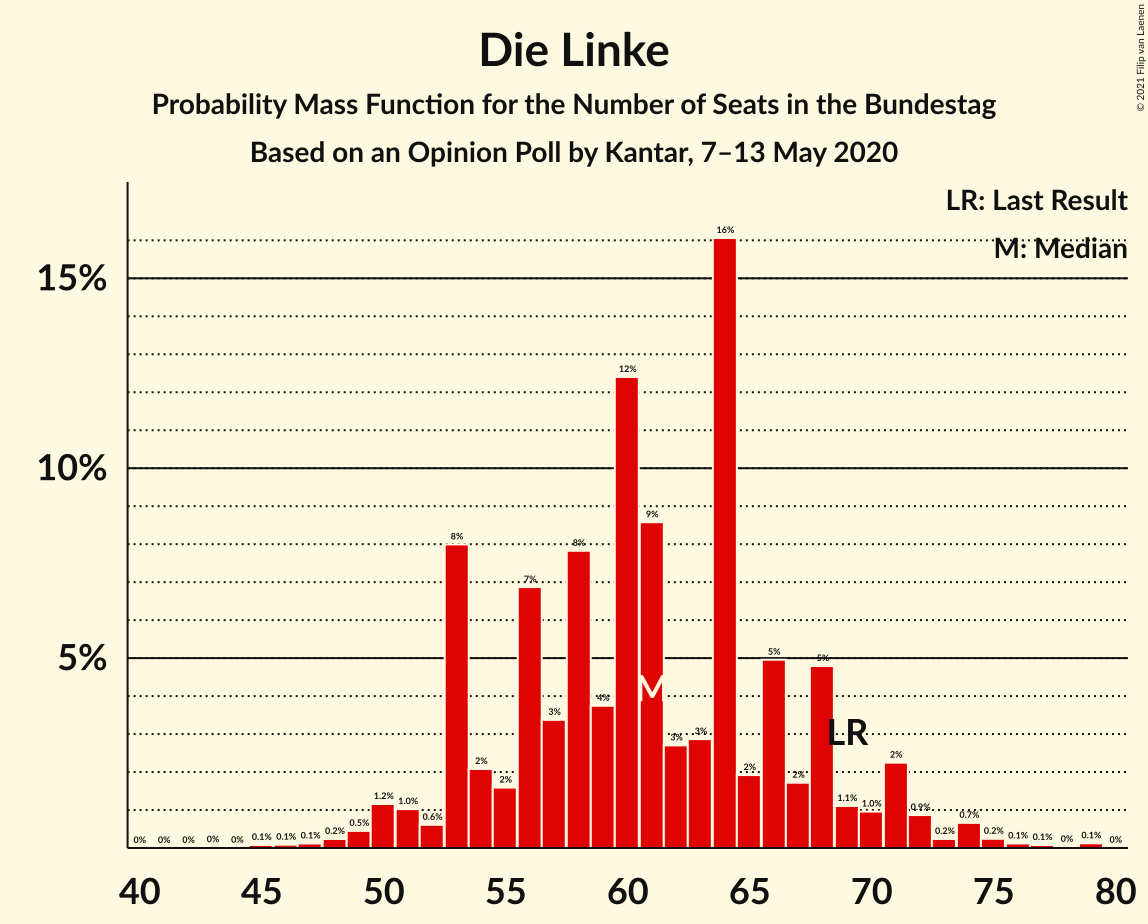 Die Linke
Probability Mass Function for the Number of Seats in the Bundestag
Based on an Opinion Poll by Kantar, 7–13 May 2020
© 2021 Filip van Laenen
LR: Last Result
M: Median
15%
10%
5%
0% 0% 0% 0% 0% 0.1% 0.1% 0.1% 0.2% 0.5% 1.2% 1.0% 0.6% 8% 2% 2% 7% 3% 8% 4% 12% 9% 3% 3% 16% 2% 5% 2% 5% 1.1% 1.0% 2% 0.9% 0.2% 0.7% 0.2% 0.1% 0.1% 0% 0.1% 0%
M
LR
40 45 50 55 60 65 70 75 80